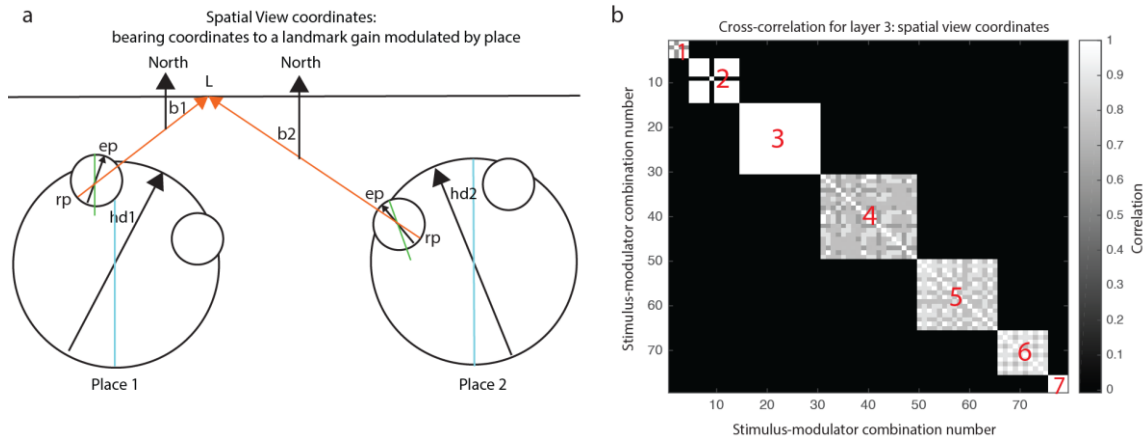 a
Spatial View coordinates:
bearing coordinates to a landmark gain modulated by place
North
L
North
b1
b2
ep
rp
hd1
ep
hd2
rp
Place 1
Place 2
b
Cross-correlation for layer 3: spatial view coordinates
Stimulus-modulator combination number
10
20
30
40
50
60
70
1
2
3
4
5
6
7
10
20
30
40
50
60
70
Stimulus-modulator combination number
1
0.9
0.8
0.7
0.6
0.5
0.4
0.3
0.2
0.1
0
Correlation